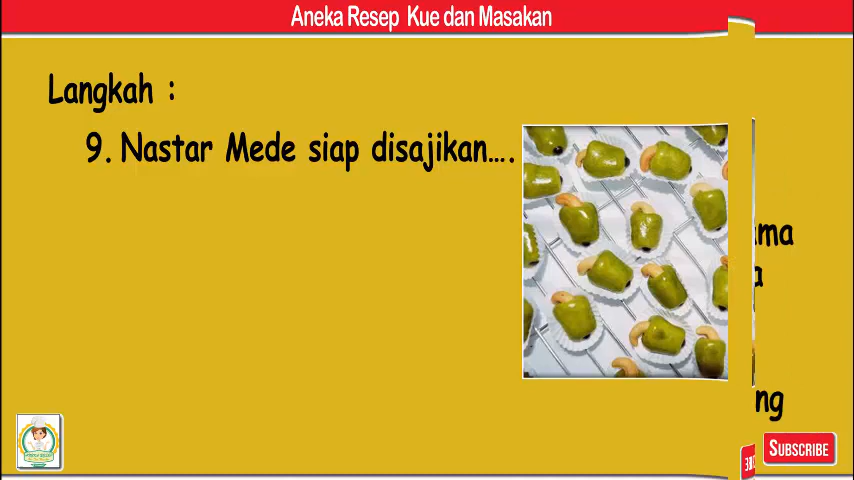 Aneka Resep Kue dan Masakan
Langkah :
9. Nastar Mede siap disajikan....
SUBSCRIBE